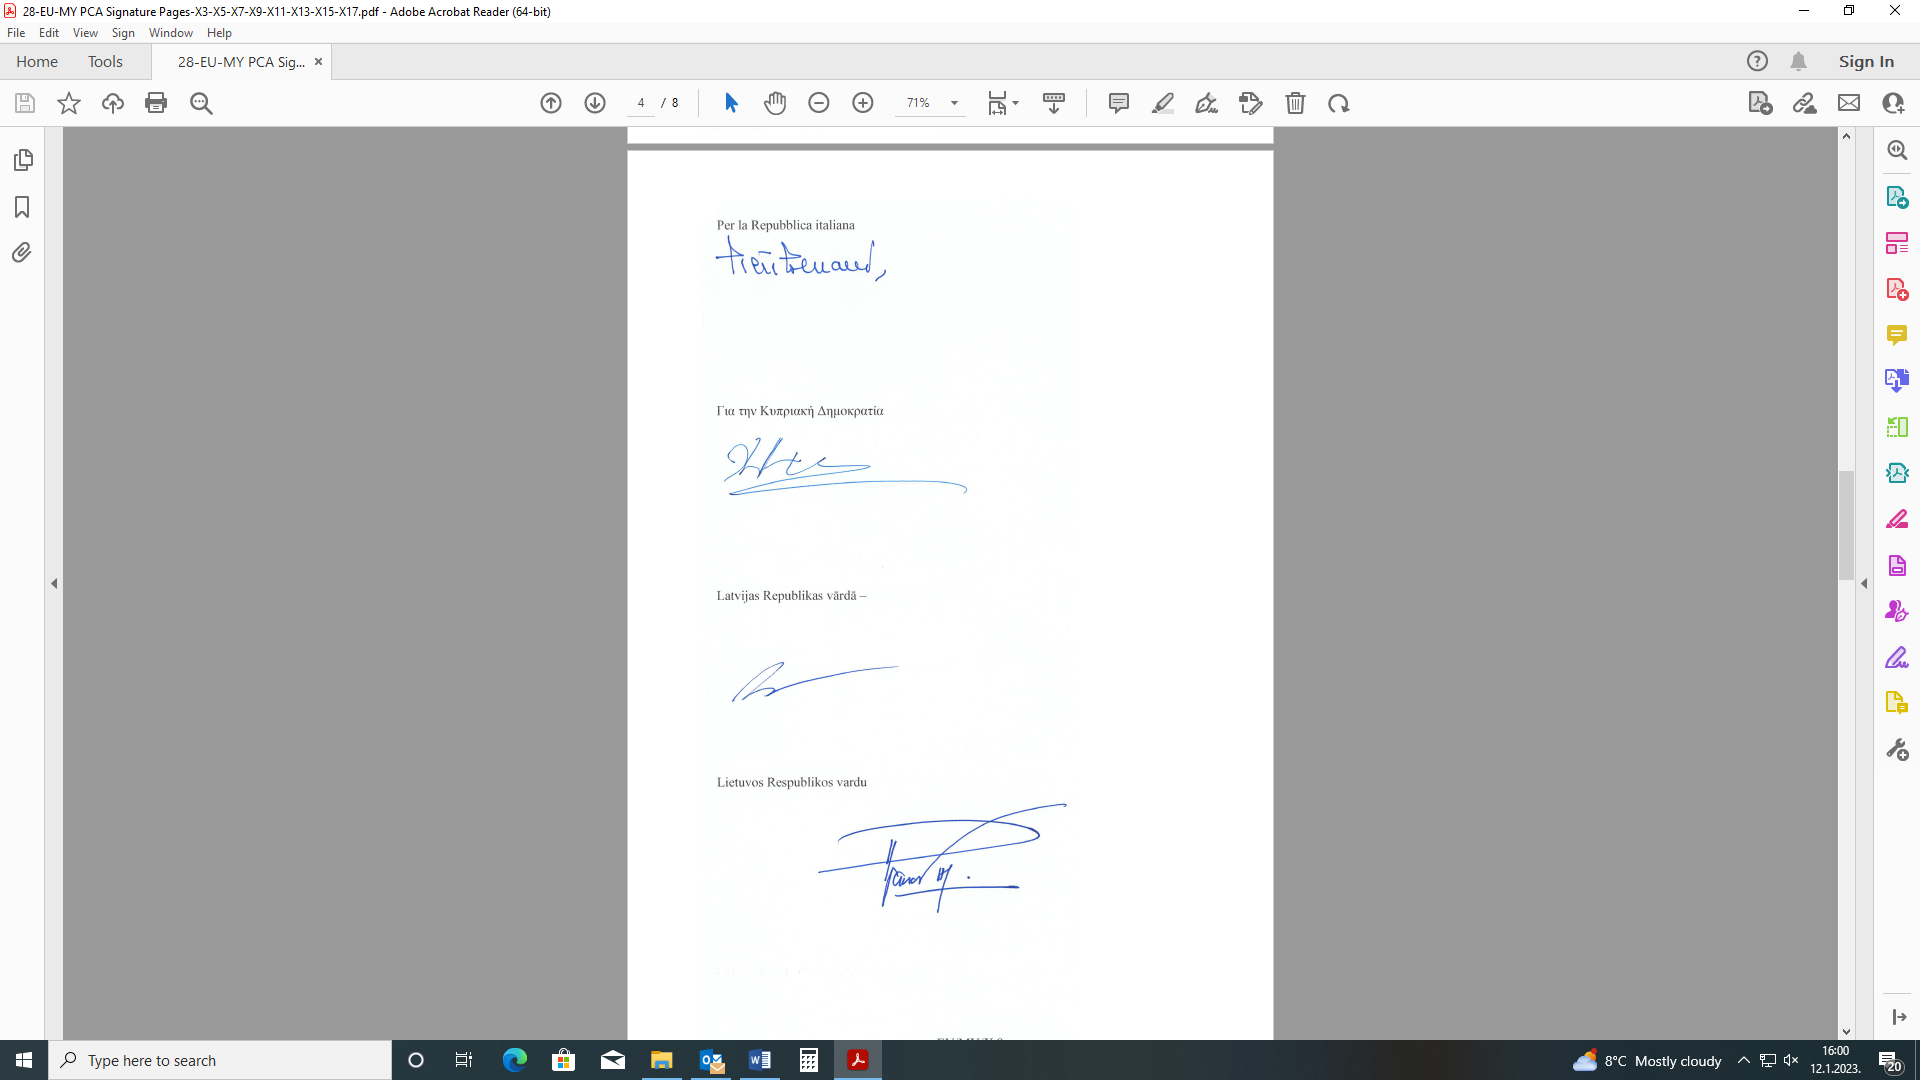 28-EU-MY PCA Signature Pages-X3-X5-X7-X9-X11-X13-X15-X17.pdf - Adobe Acrobat Reader (64-bit)
File Edit View Sign Window Help
Home Tools 28-EU-MY PCA Sig... Sign In
4 / 8 71%
Per la Repubblica italiana
Για την Κυπριακή Δημοκρατία
Latvijas Republikas vārdā –
Lietuvos Respublikos vardu
Type here to search
8°C Mostly cloudy
16:00
12.1.2023.
20